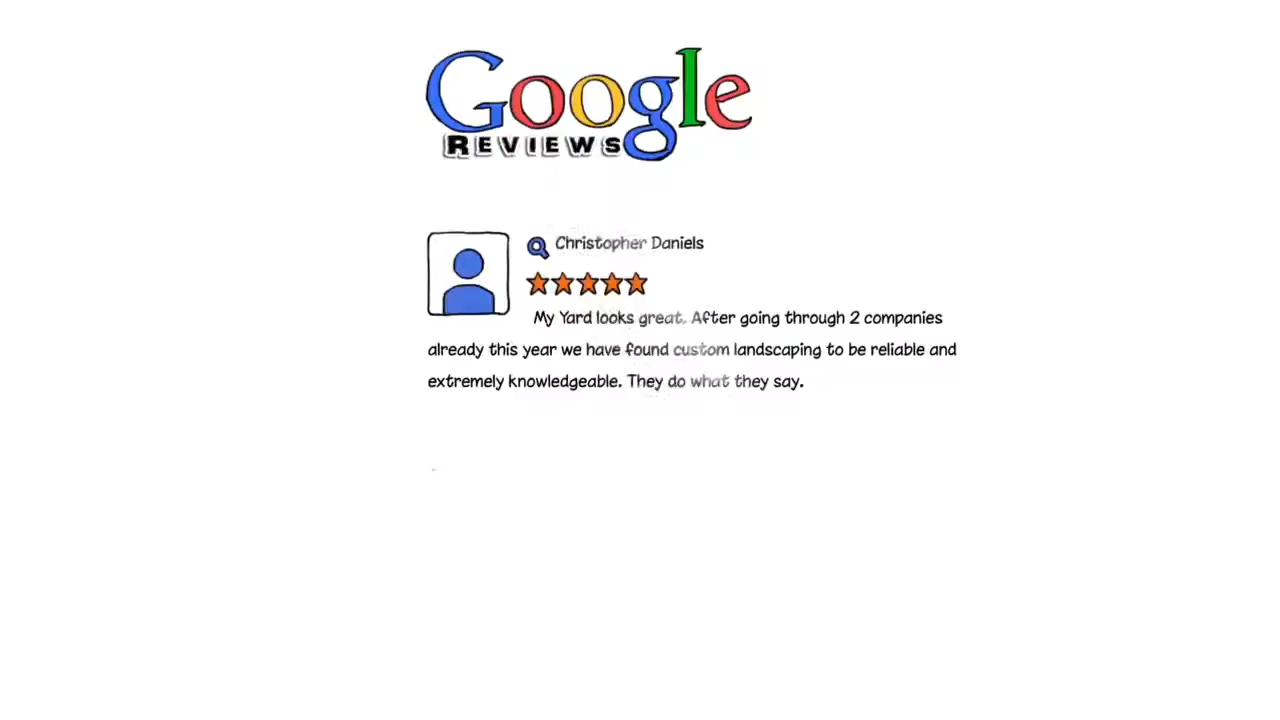 Google
REVIEWS
Christopher Daniels
My Yard looks great. After going through 2 companies
already this year we have found custom landscaping to be reliable and
extremely knowledgeable. They do what they say.